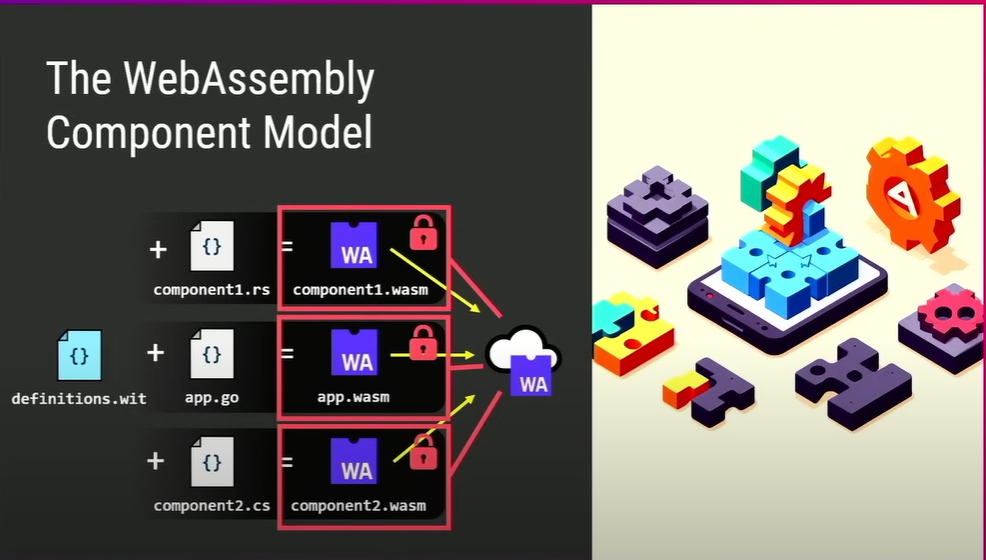 The WebAssembly
Component Model
+ {} = WA
component1.rs component1.wasm
+ {} = WA
{}
WA
definitions.wit app.go app.wasm
+ {} = WA
component2.cs component2.wasm